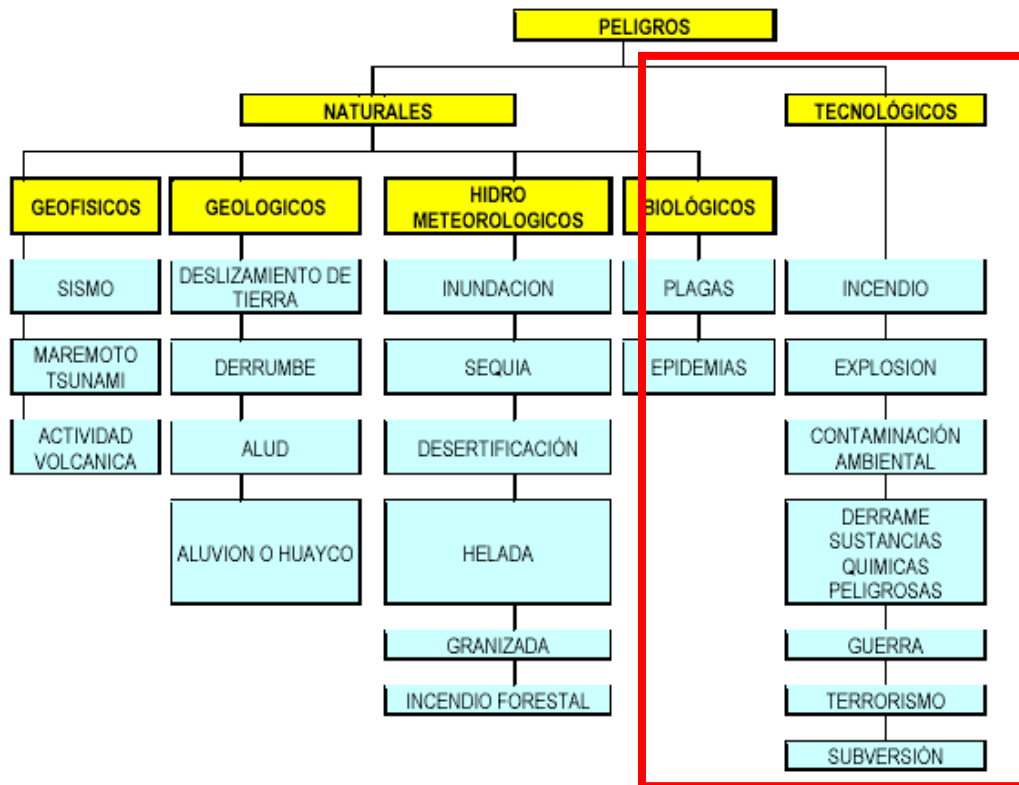 PELIGROS
NATURALES
TECNOLÓGICOS
GEOFISICOS
GEOLOGICOS
HIDRO
METEOROLOGICOS
BIOLÓGICOS
SISMO
DESLIZAMIENTO DE
TIERRA
INUNDACION
PLAGAS
INCENDIO
MAREMOTO
TSUNAMI
DERRUMBE
SEQUIA
EPIDEMIAS
EXPLOSION
ACTIVIDAD
VOLCANICA
ALUD
DESERTIFICACIÓN
CONTAMINACIÓN
AMBIENTAL
ALUVION O HUAYCO
HELADA
DERRAME
SUSTANCIAS
QUIMICAS
PELIGROSAS
GRANIZADA
GUERRA
INCENDIO FORESTAL
TERRORISMO
SUBVERSIÓN